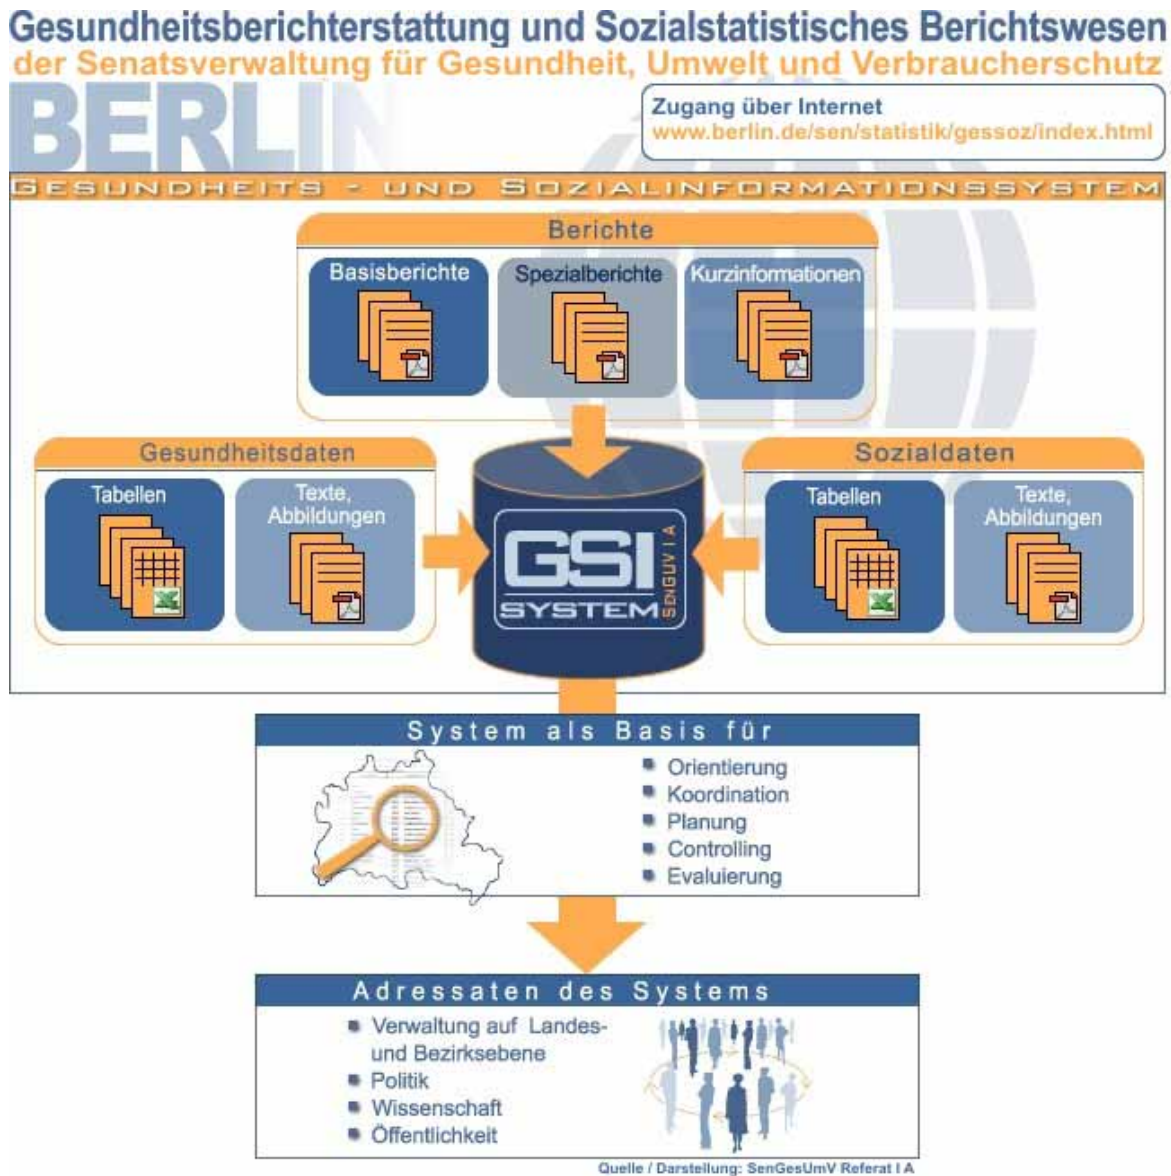 Gesundheitsberichterstattung und Sozialstatistisches Berichtswesen
der Senatsverwaltung für Gesundheit, Umwelt und Verbraucherschutz
BERLIN
Zugang über Internet
www.berlin.de/sen/statistik/gessoz/index.html
GESUNDHEITS - UND SOZIALINFORMATIONSSYSTEM
Berichte
Basisberichte
Spezialberichte
Kurzinformationen
Gesundheitsdaten
Tabellen
Texte,
Abbildungen
Sozialdaten
Tabellen
Texte,
Abbildungen
GSI
SYSTEM
SENGUV I A
System als Basis für
Orientierung
Koordination
Planung
Controlling
Evaluierung
Adressaten des Systems
Verwaltung auf Landes-
und Bezirksebene
Politik
Wissenschaft
Öffentlichkeit
Quelle / Darstellung: SenGesUmV Referat I A